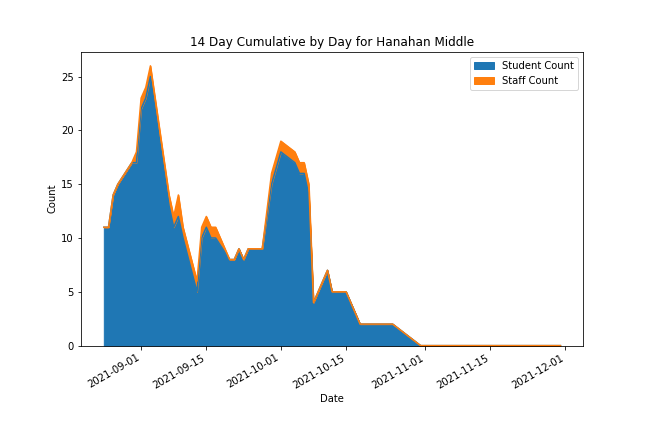 14 Day Cumulative by Day for Hanahan Middle
Student Count
Staff Count
25
20
15
10
5
0
Count
2021-09-01
2021-09-15
2021-10-01
2021-10-15
2021-11-01
2021-11-15
2021-12-01
Date